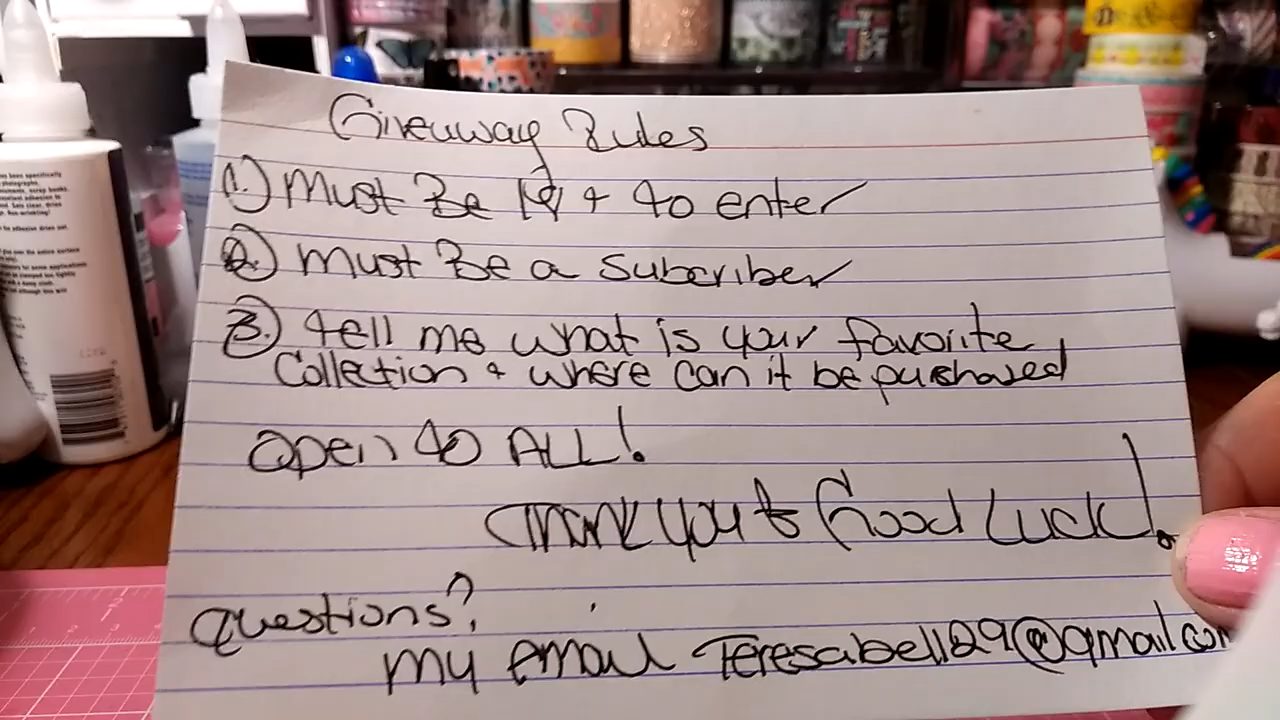 Giveaway Rules
1.) Must Be 18 + to enter
2.) Must Be a Subcriber
3.) tell me what is your favorite
Collection & where can it be purshased
Open to ALL!
Thank you & Good Luck!
questions?
my email Teresabell29@gmail.com